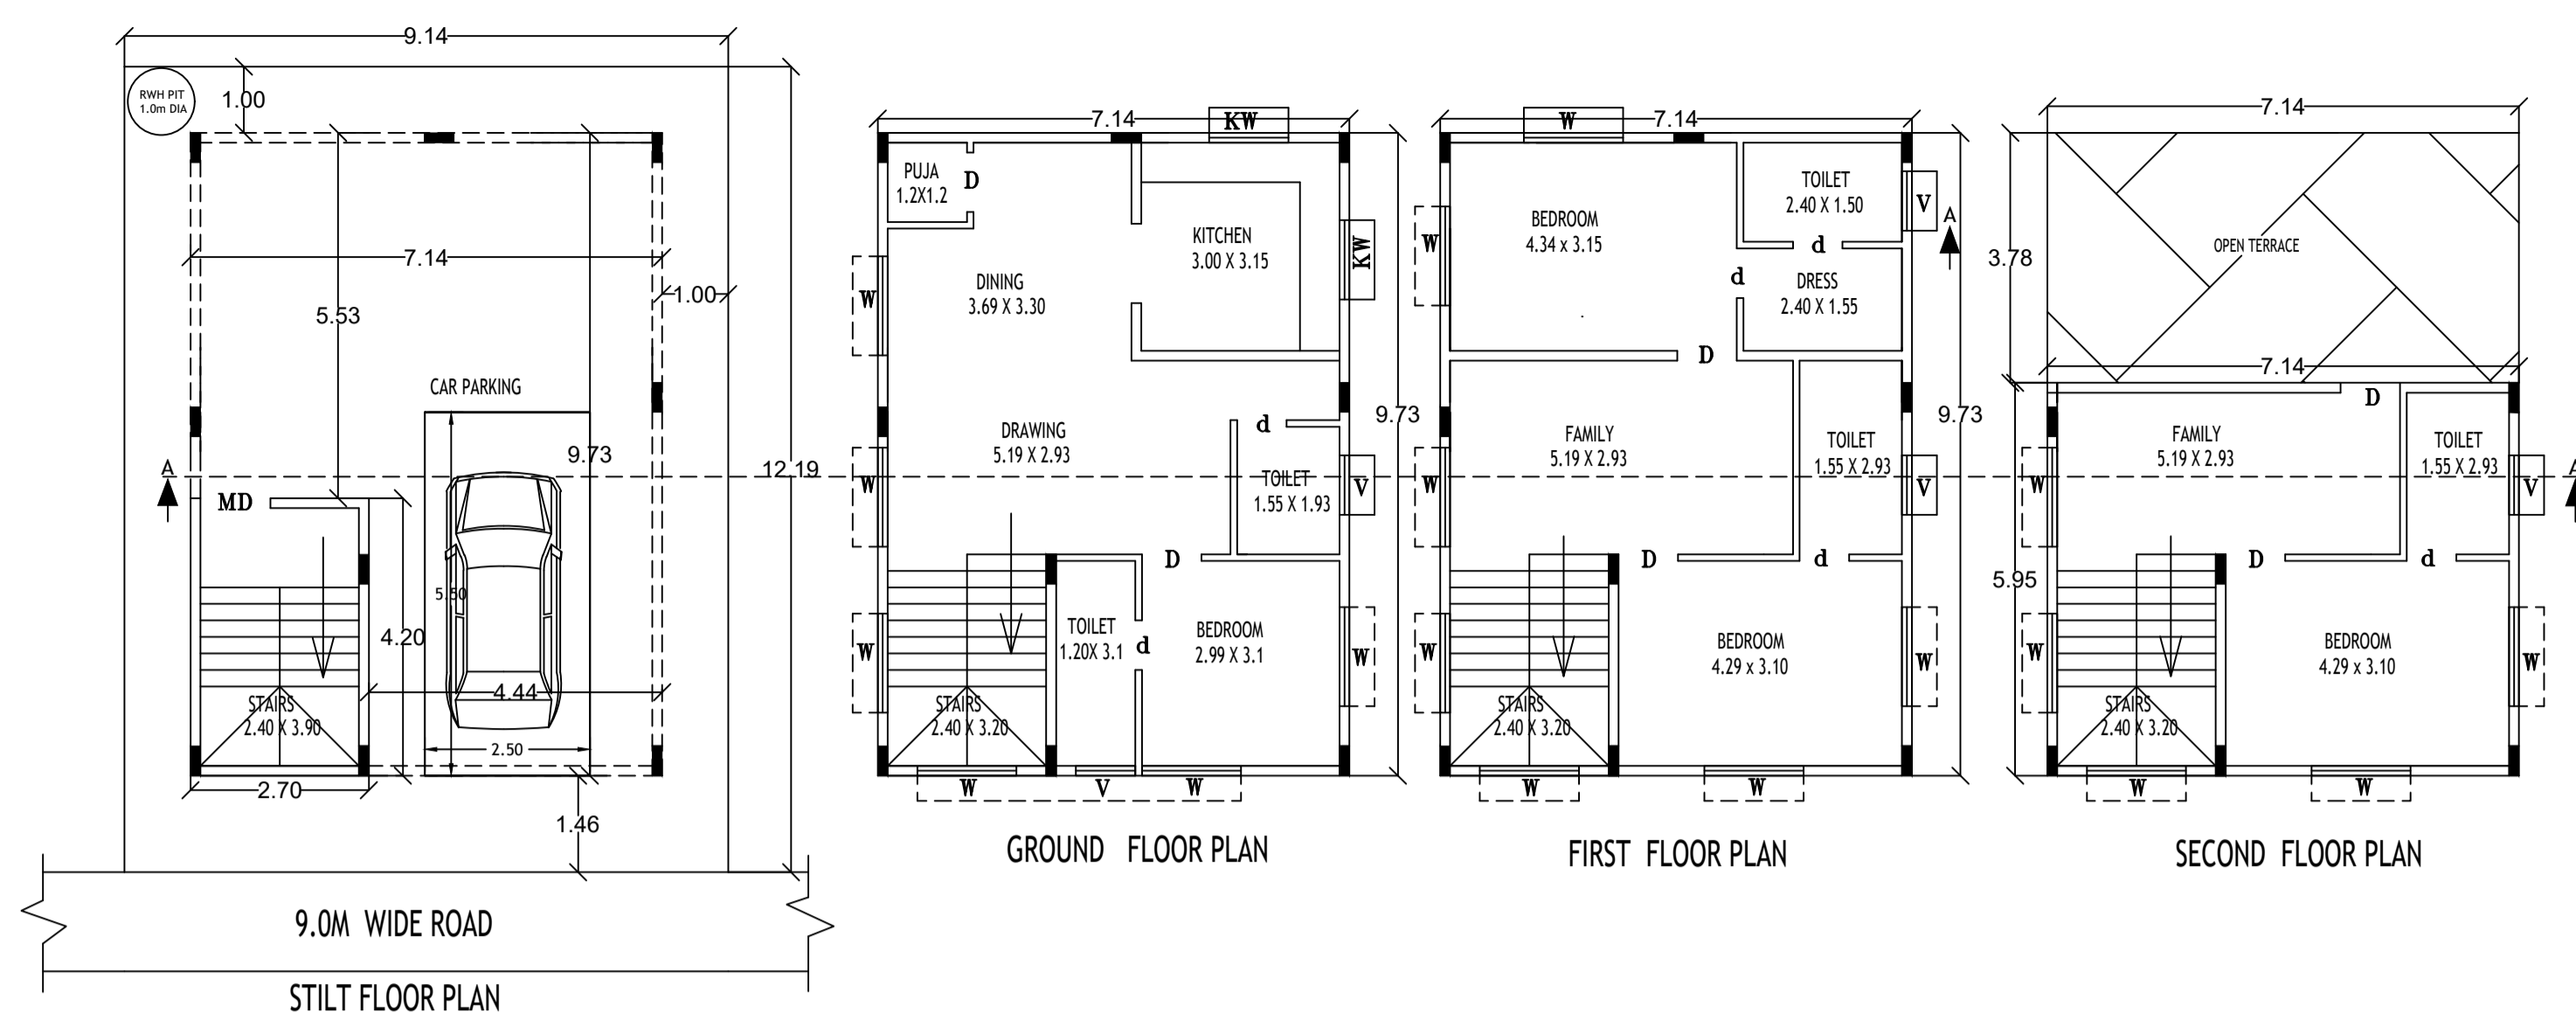 9.14
RWH PIT
1.0m DIA
1.00
7.14
1.00
5.53
CAR PARKING
9.73
12.19
A
MD
5.50
4.20
4.44
STAIRS
2.40 X 3.90
2.50
2.70
1.46
9.0M WIDE ROAD
STILT FLOOR PLAN
7.14
KW
PUJA
1.2X1.2
D
KITCHEN
3.00 X 3.15
KW
DINING
3.69 X 3.30
W
9.73
DRAWING
5.19 X 2.93
d
W
TOILET
1.55 X 1.93
V
D
TOILET
1.20X 3.1
d
BEDROOM
2.99 X 3.1
W
W
STAIRS
2.40 X 3.20
W
V
W
GROUND FLOOR PLAN
W
7.14
TOILET
2.40 X 1.50
V
A
BEDROOM
4.34 x 3.15
W
d
d
DRESS
2.40 X 1.55
D
9.73
FAMILY
5.19 X 2.93
TOILET
1.55 X 2.93
W
V
D
d
BEDROOM
4.29 x 3.10
W
W
STAIRS
2.40 X 3.20
W
W
FIRST FLOOR PLAN
7.14
3.78
OPEN TERRACE
7.14
D
FAMILY
5.19 X 2.93
TOILET
1.55 X 2.93
A
W
V
D
d
5.95
BEDROOM
4.29 x 3.10
W
W
STAIRS
2.40 X 3.20
W
W
SECOND FLOOR PLAN